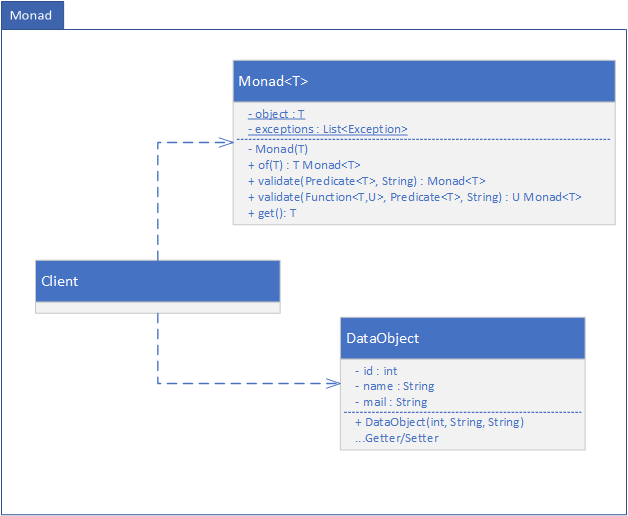 Monad
Monad<T>
- object : T
- exceptions : List<Exception>
- Monad(T)
+ of(T) : T Monad<T>
+ validate(Predicate<T>, String) : Monad<T>
+ validate(Function<T,U>, Predicate<T>, String) : U Monad<T>
+ get(): T
Client
DataObject
- id : int
- name : String
- mail : String
+ DataObject(int, String, String)
...Getter/Setter